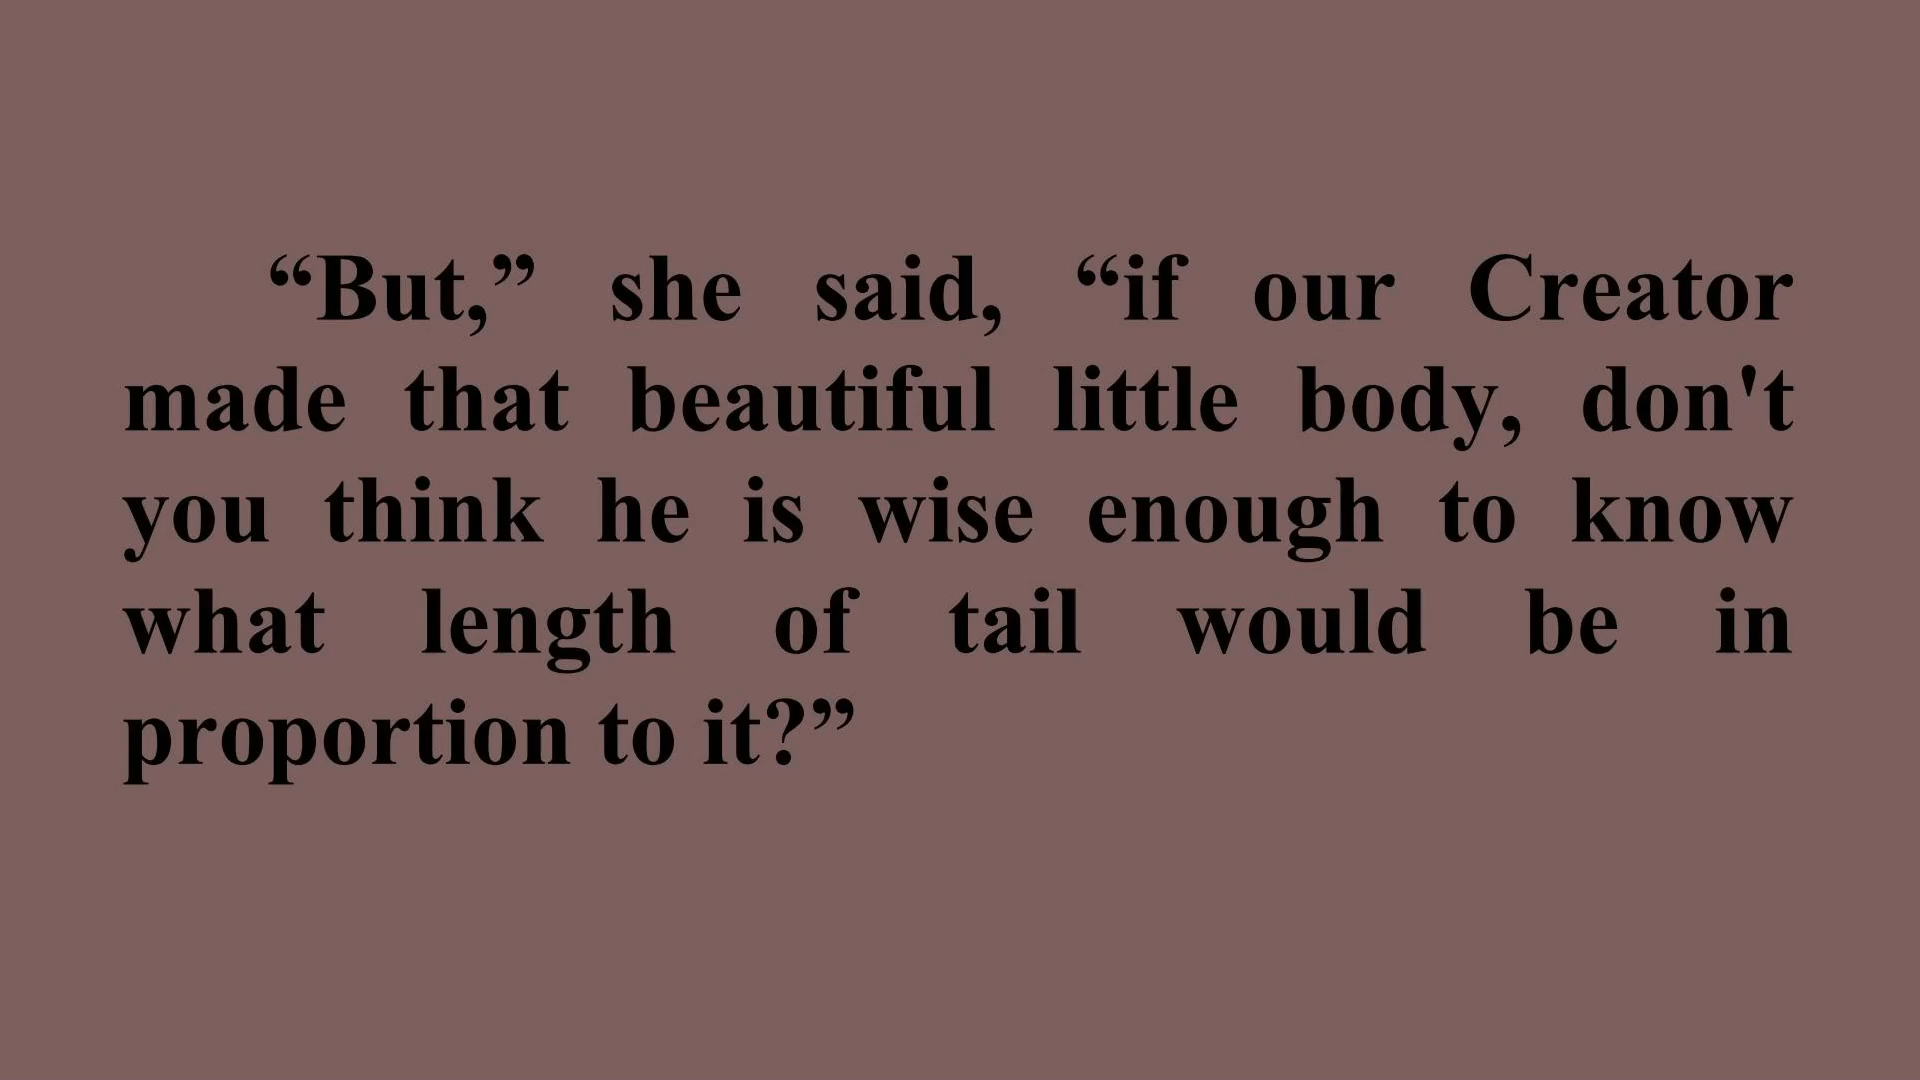 “But,” she said, “if our Creator
made that beautiful little body, don't
you think he is wise enough to know
what length of tail would be in
proportion to it?”